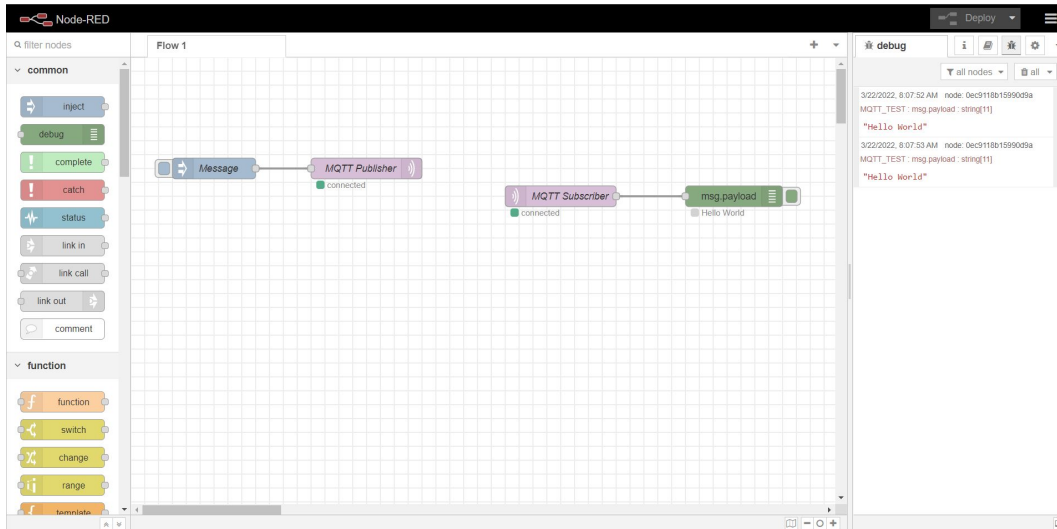 Node-RED
Deploy
filter nodes
Flow 1
debug
i
common
all nodes
all
inject
debug
complete
catch
status
link in
link call
link out
comment
function
function
switch
change
range
template
Message
MQTT Publisher
connected
MQTT Subscriber
connected
msg.payload
Hello World
3/22/2022, 8:07:52 AM node: 0ec9118b15990d9a
MQTT_TEST : msg.payload : string[11]
"Hello World"
3/22/2022, 8:07:53 AM node: 0ec9118b15990d9a
MQTT_TEST : msg.payload : string[11]
"Hello World"